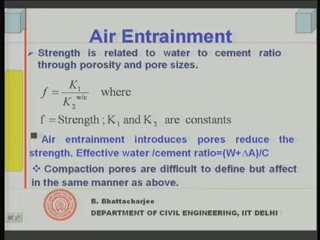 Air Entrainment
Strength is related to water to cement ratio
through porosity and pore sizes.
f = K₁ / K₂^w/c where
f = Strength ; K₁ and K₂ are constants
Air entrainment introduces pores reduce the
strength. Effective water /cement ratio=(W+∆A)/C
Compaction pores are difficult to define but affect
in the same manner as above.
B. Bhattacharjee
DEPARTMENT OF CIVIL ENGINEERING, IIT DELHI